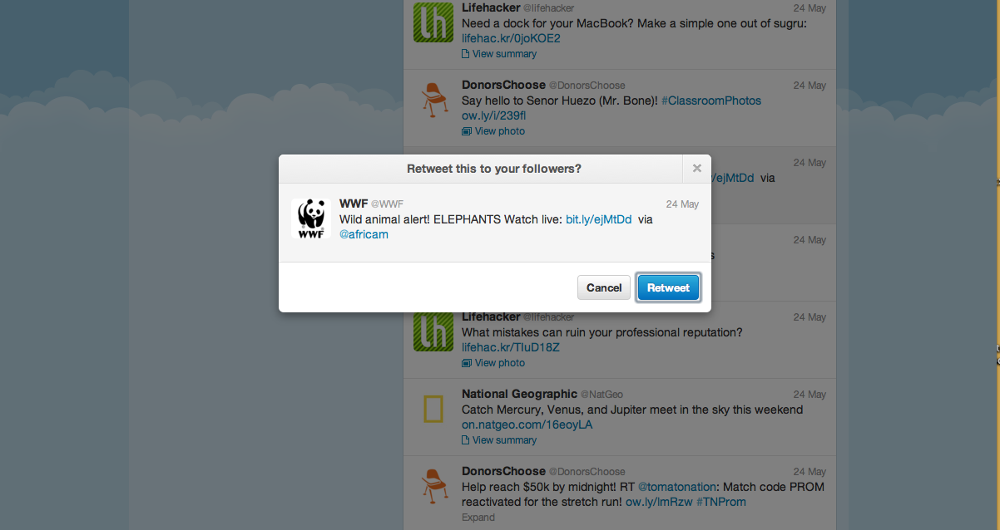 Lifehacker @lifehacker 24 May
Need a dock for your MacBook? Make a simple one out of sugru:
lifehac.kr/0joKOE2
View summary
DonorsChoose @DonorsChoose 24 May
Say hello to Senor Huezo (Mr. Bone)! #ClassroomPhotos
ow.ly/i/239fl
View photo
24 May
/ejMtDd via
Retweet this to your followers?
WWF @WWF 24 May
WWF
Wild animal alert! ELEPHANTS Watch live: bit.ly/ejMtDd via
@africam
24 May
s
Cancel Retweet
Lifehacker @lifehacker 24 May
What mistakes can ruin your professional reputation?
lifehac.kr/TIuD18Z
View photo
National Geographic @NatGeo 24 May
Catch Mercury, Venus, and Jupiter meet in the sky this weekend
on.natgeo.com/16eoyLA
View summary
DonorsChoose @DonorsChoose 24 May
Help reach $50k by midnight! RT @tomatonation: Match code PROM
reactivated for the stretch run! ow.ly/lmRzw #TNProm
Expand